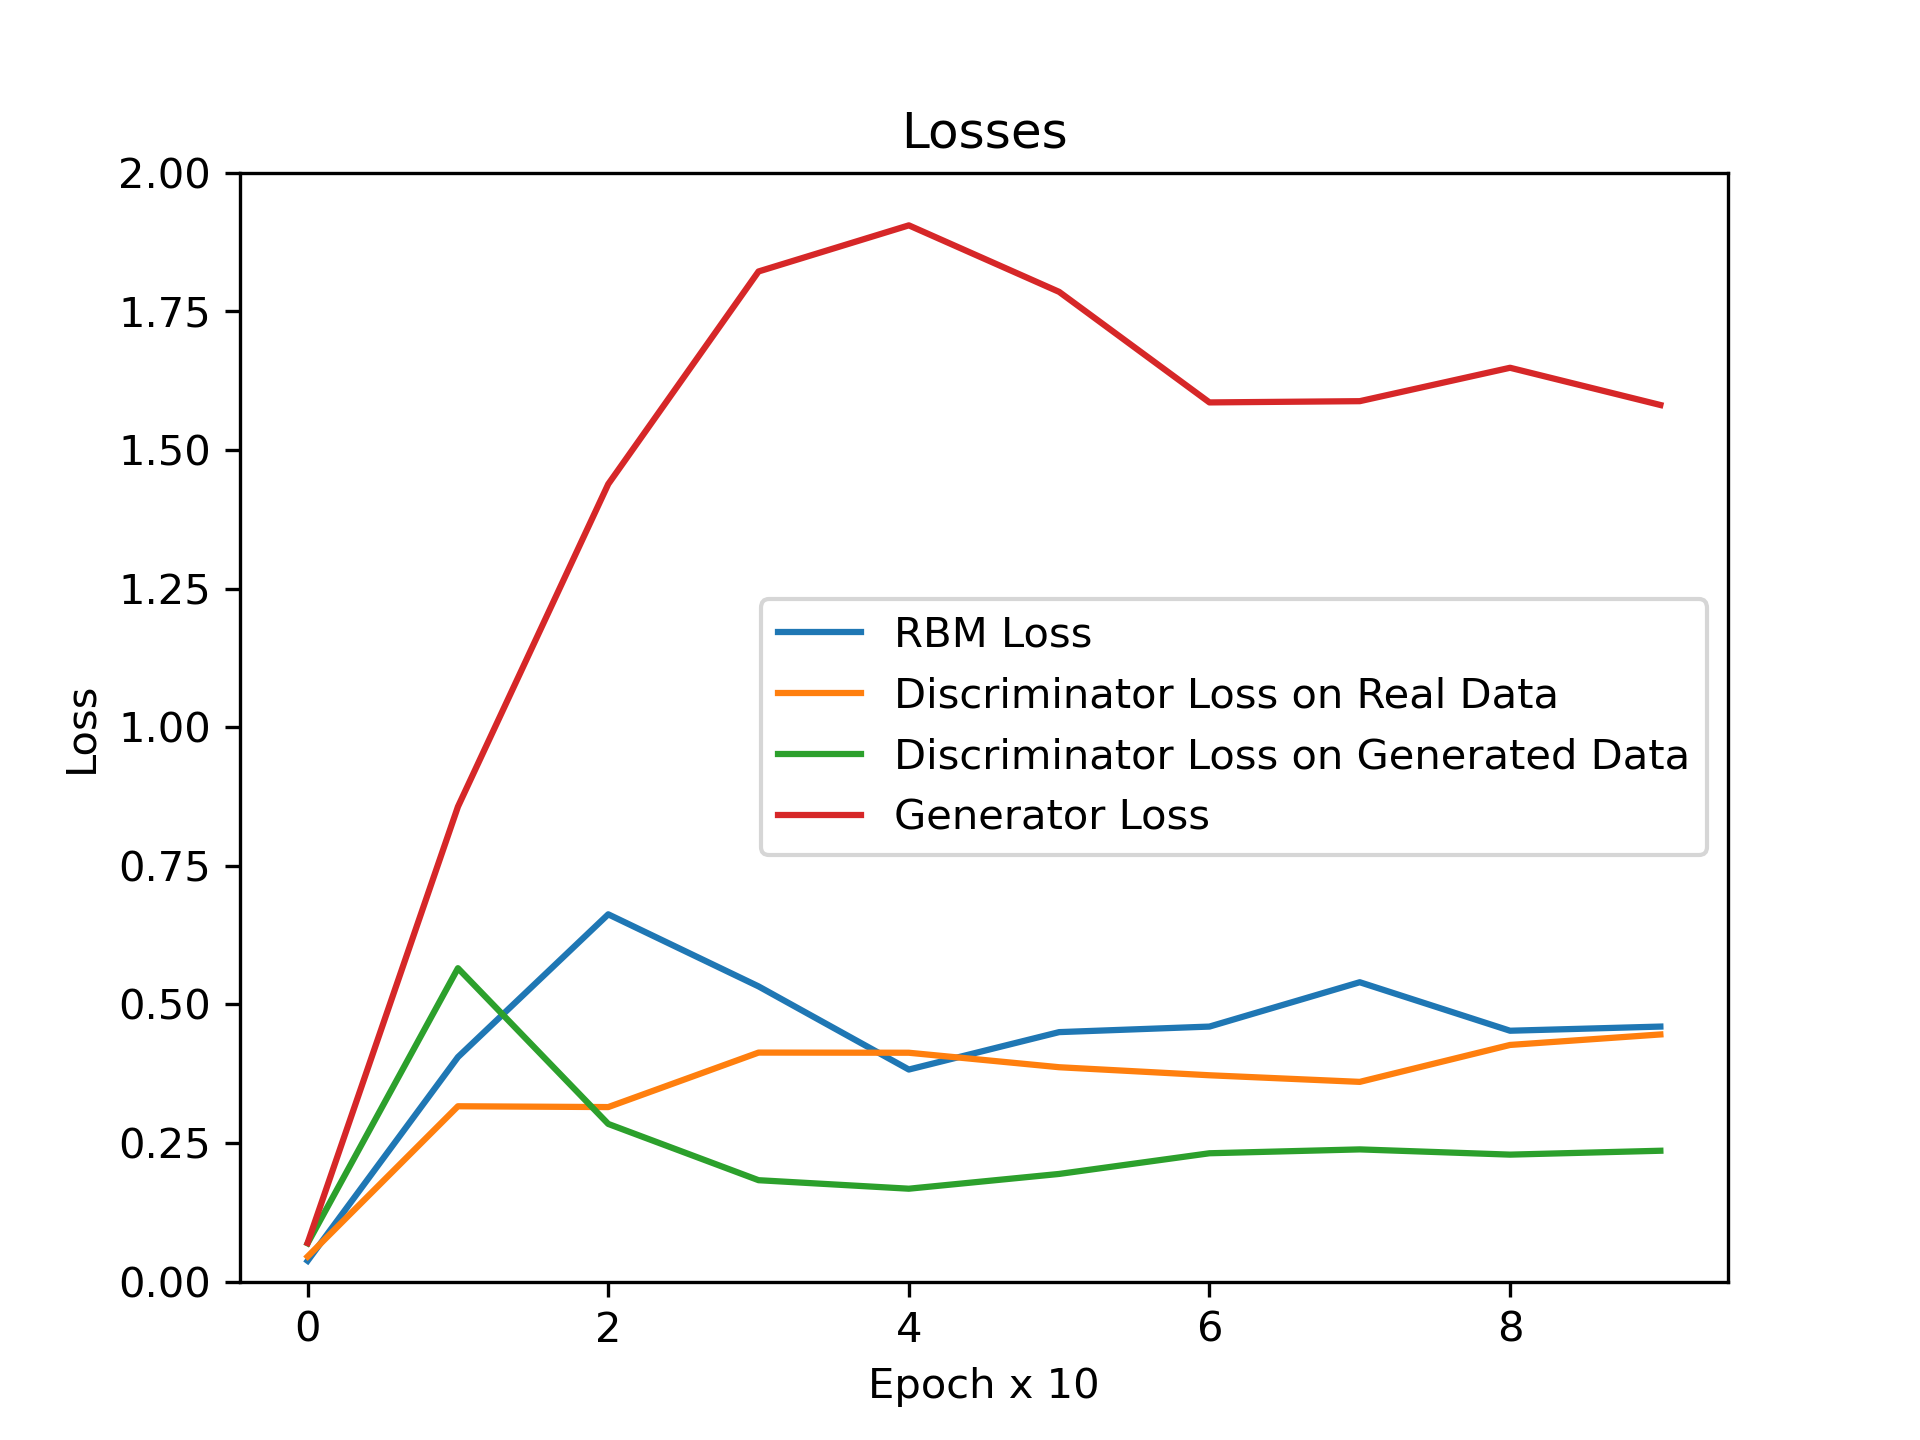 Losses
2.00
1.75
1.50
1.25
1.00
0.75
0.50
0.25
0.00
Loss
RBM Loss
Discriminator Loss on Real Data
Discriminator Loss on Generated Data
Generator Loss
0 2 4 6 8
Epoch x 10